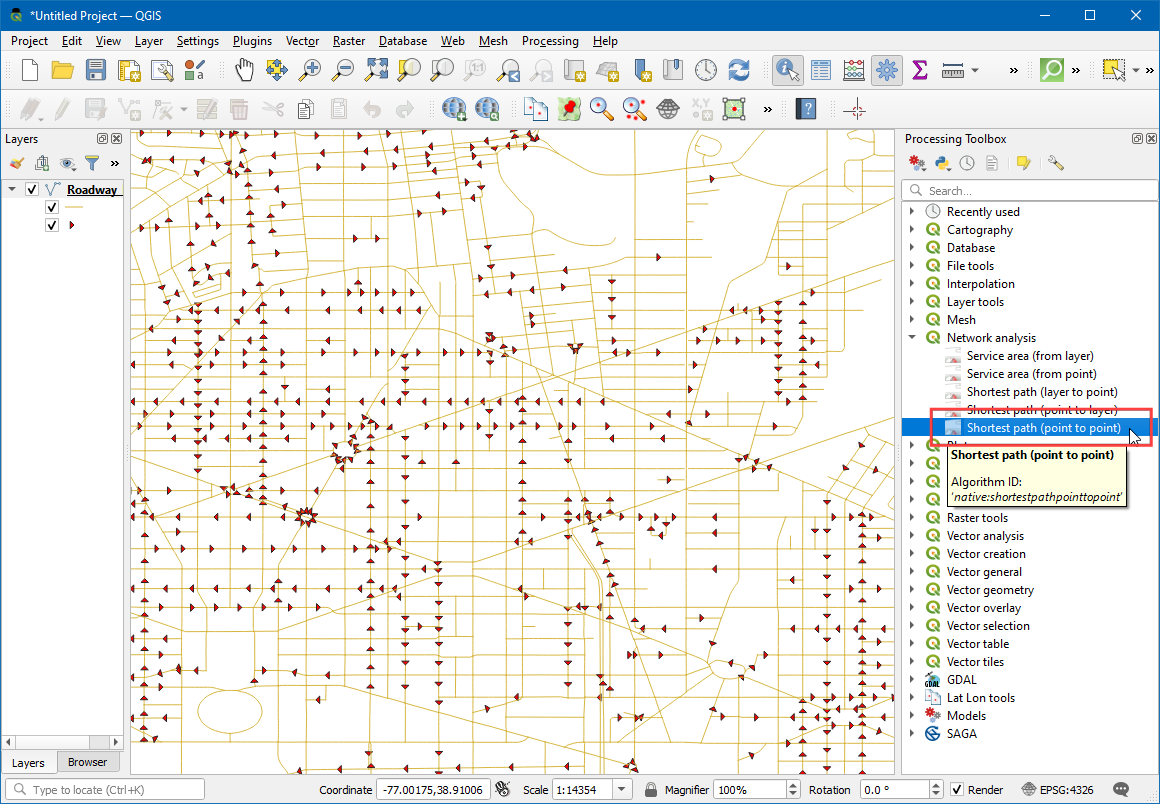 *Untitled Project — QGIS
Project Edit View Layer Settings Plugins Vector Raster Database Web Mesh Processing Help
Layers
Processing Toolbox
Roadway
Search...
Recently used
Cartography
Database
File tools
Interpolation
Layer tools
Mesh
Network analysis
Service area (from layer)
Service area (from point)
Shortest path (layer to point)
Shortest path (point to layer)
Shortest path (point to point)
Shortest path (point to point)
Algorithm ID:
'native:shortestpathpointtopoint'
Raster tools
Vector analysis
Vector creation
Vector general
Vector geometry
Vector overlay
Vector selection
Vector table
Vector tiles
GDAL
Lat Lon tools
Models
SAGA
Layers Browser
Type to locate (Ctrl+K) Coordinate -77.00175,38.91006 Scale 1:14354 Magnifier 100% Rotation 0.0 ° Render EPSG:4326